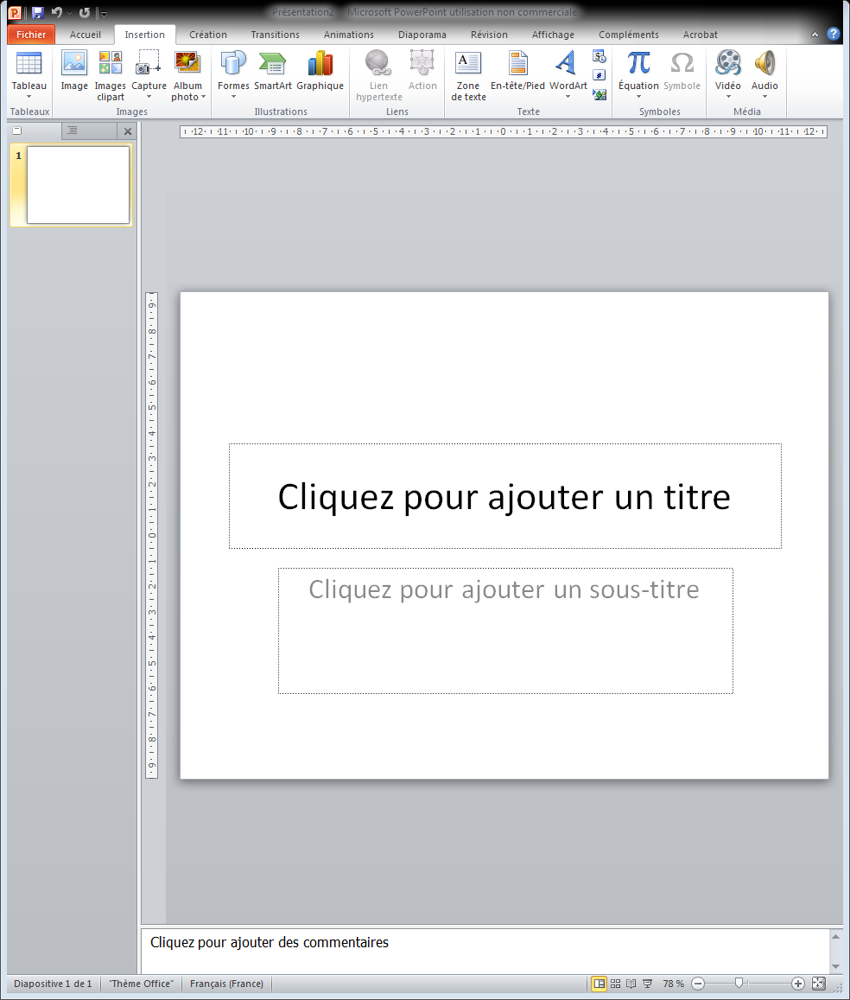 Présentation2 Microsoft PowerPoint utilisation non commerciale
Fichier Accueil Insertion Création Transitions Animations Diaporama Révision Affichage Compléments Acrobat
Tableau Image Images clipart Capture Album photo Formes SmartArt Graphique Lien hypertexte Action Zone de texte En-tête/Pied WordArt Équation Symbole Vidéo Audio
Tableaux Images Illustrations Liens Texte Symboles Média
12 11 10 9 8 7 6 5 4 3 2 1 0 1 2 3 4 5 6 7 8 9 10 11 12
1
9 8 7 6 5 4 3 2 1 0 1 2 3 4 5 6 7 8 9
Cliquez pour ajouter un titre
Cliquez pour ajouter un sous-titre
Cliquez pour ajouter des commentaires
Diapositive 1 de 1 "Thème Office" Français (France) 78 %